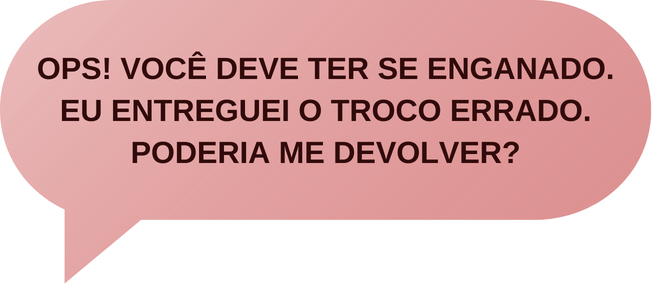 OPS! VOCÊ DEVE TER SE ENGANADO.
EU ENTREGUEI O TROCO ERRADO.
PODERIA ME DEVOLVER?